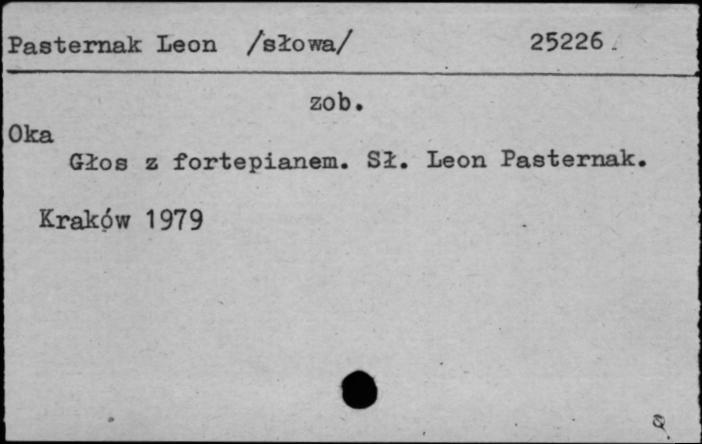 Pasternak Leon /słowa/ 25226.
zob.
Oka
Głos z fortepianem. Sł. Leon Pasternak.
Kraków 1979